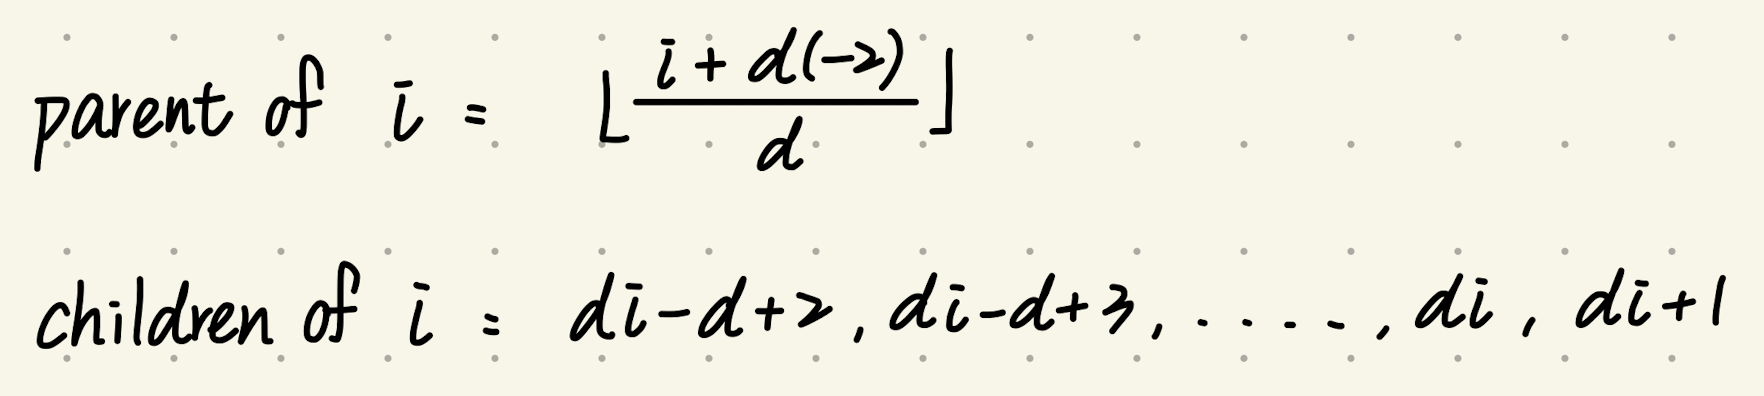 parent of i = ⌊(i + d(-2))/d⌋
children of i = di-d+2, di-d+3, ....., di, di+1